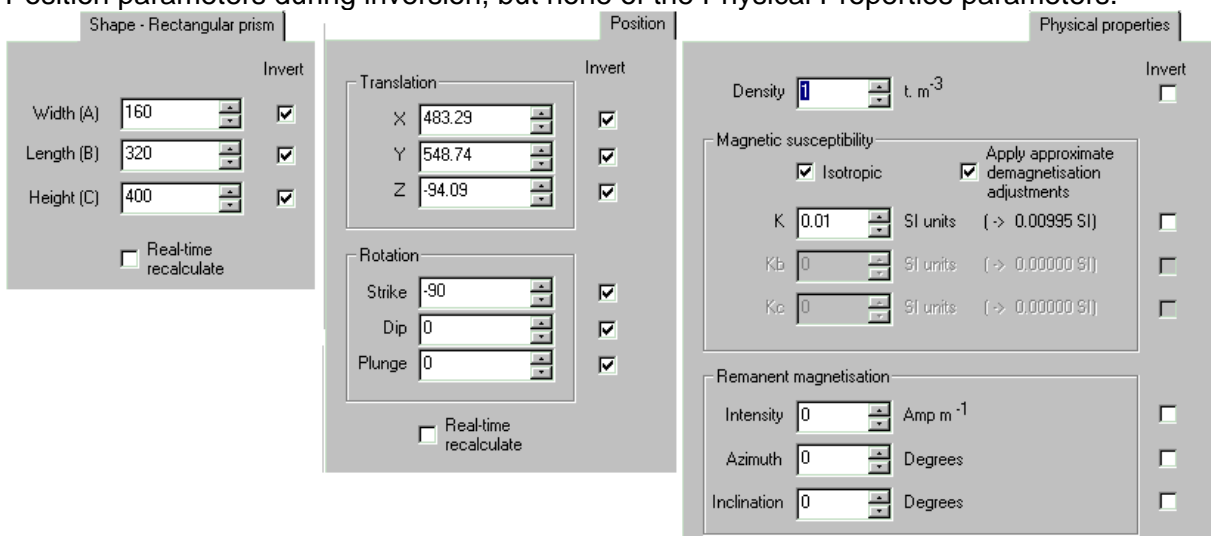 Position parameters during inversion, but none of the Physical Properties parameters.
Shape - Rectangular prism
Invert
Width (A) 160
Length (B) 320
Height (C) 400
Real-time
recalculate
Position
Invert
Translation
X 483.29
Y 548.74
Z -94.09
Rotation
Strike -90
Dip 0
Plunge 0
Real-time
recalculate
Physical properties
Invert
Density 1 t. m-3
Magnetic susceptibility
Isotropic
Apply approximate
demagnetisation
adjustments
K 0.01 SI units (-> 0.00995 SI)
Kb 0 SI units (-> 0.00000 SI)
Kc 0 SI units (-> 0.00000 SI)
Remanent magnetisation
Intensity 0 Amp m -1
Azimuth 0 Degrees
Inclination 0 Degrees